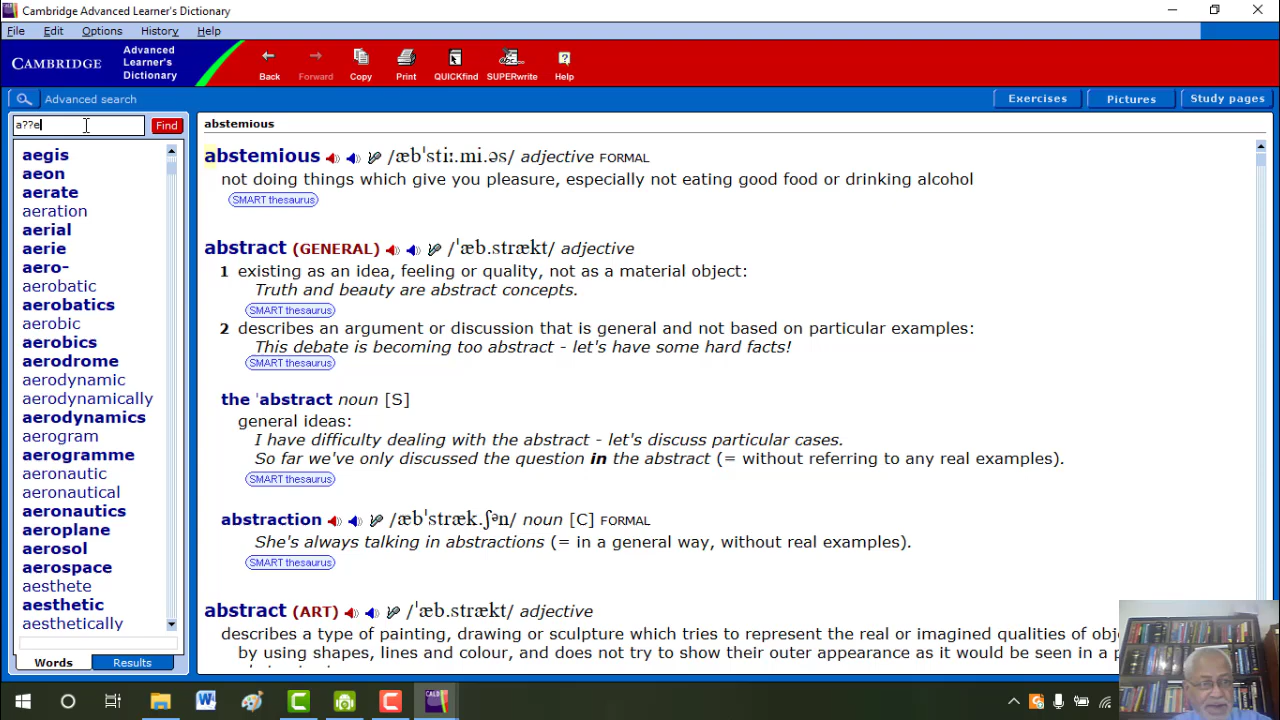 Cambridge Advanced Learner's Dictionary
File Edit Options History Help
CAMBRIDGE
Advanced
Learner's
Dictionary
Back Forward Copy Print QUICKfind SUPERwrite Help
Advanced search
Exercises Pictures Study pages
a??e Find
aegis
aeon
aerate
aeration
aerial
aerie
aero-
aerobatic
aerobatics
aerobic
aerobics
aerodrome
aerodynamic
aerodynamically
aerodynamics
aerogram
aerogramme
aeronautic
aeronautical
aeronautics
aeroplane
aerosol
aerospace
aesthete
aesthetic
aesthetically
Words Results
abstemious
abstemious /æbˈstiː.mi.əs/ adjective FORMAL
not doing things which give you pleasure, especially not eating good food or drinking alcohol
SMART thesaurus
abstract (GENERAL) /ˈæb.strækt/ adjective
1 existing as an idea, feeling or quality, not as a material object:
Truth and beauty are abstract concepts.
SMART thesaurus
2 describes an argument or discussion that is general and not based on particular examples:
This debate is becoming too abstract - let's have some hard facts!
SMART thesaurus
the ˈabstract noun [S]
general ideas:
I have difficulty dealing with the abstract - let's discuss particular cases.
So far we've only discussed the question in the abstract (= without referring to any real examples).
SMART thesaurus
abstraction /æbˈstræk.ʃᵊn/ noun [C] FORMAL
She's always talking in abstractions (= in a general way, without real examples).
SMART thesaurus
abstract (ART) /ˈæb.strækt/ adjective
describes a type of painting, drawing or sculpture which tries to represent the real or imagined qualities of
by using shapes, lines and colour, and does not try to show their outer appearance as it would be seen in a
CALD